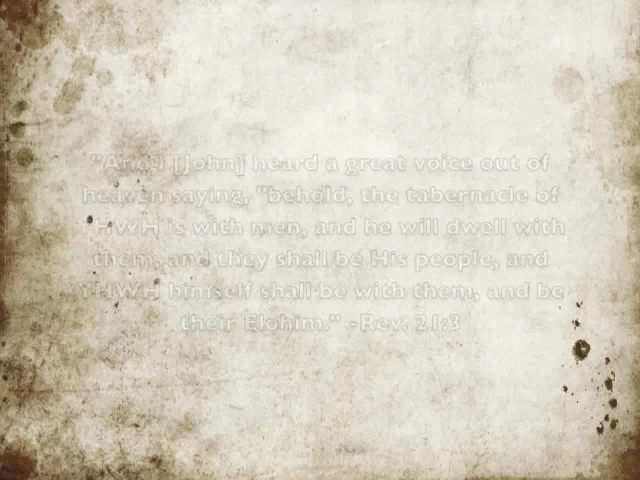 "And I [John] heard a great voice out of
heaven saying, "behold, the tabernacle of
YHWH is with men, and he will dwell with
them, and they shall be His people, and
YHWH himself shall be with them, and be
their Elohim." -Rev. 21:3